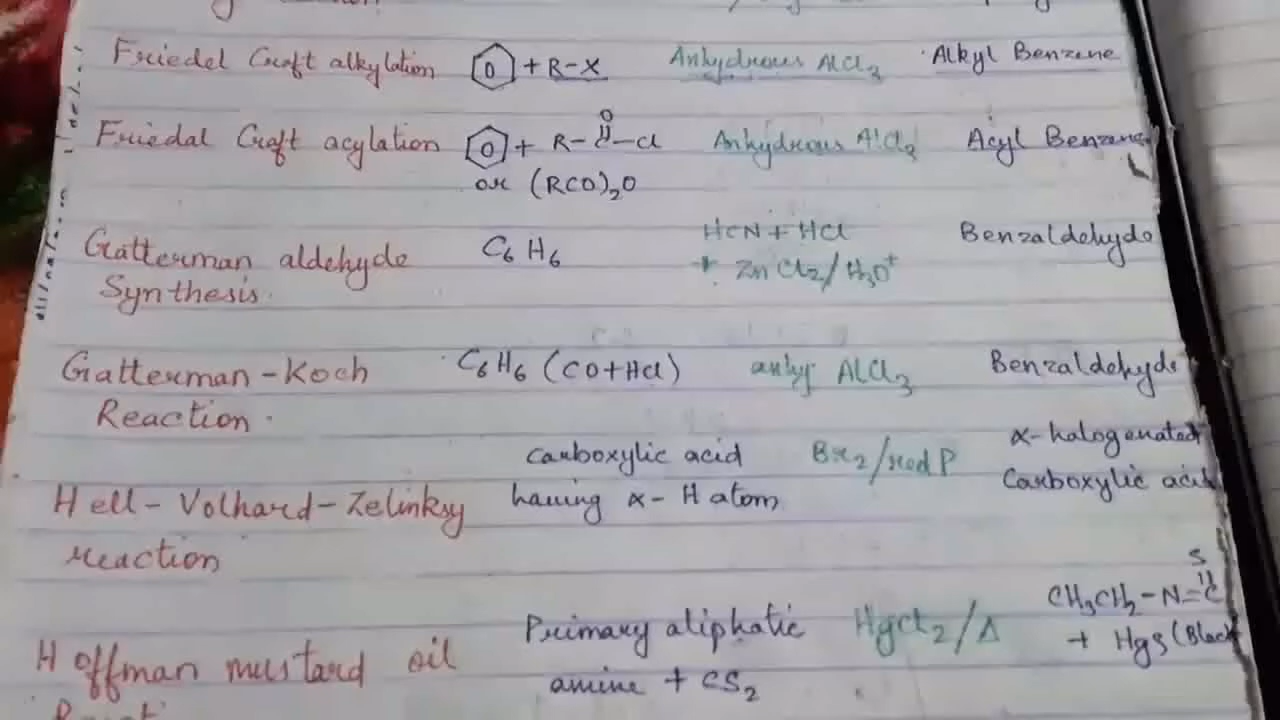 Friedel Craft alkylation + R-X Anhydrous AlCl3 Alkyl Benzene
O
Friedal Craft acylation + R-C-Cl Anhydrous AlCl3 Acyl Benzene
or (RCO)2O
HCN + HCl Benzaldehyde
Gatterman aldehyde C6H6 + ZnCl2/H3O+
Synthesis.
Gatterman-Koch C6H6 (CO+HCl) anhy AlCl3 Benzaldehyde
Reaction.
carboxylic acid Br2/red P α-halogenated
Hell-Volhard-Zelinksy having α-H atom Carboxylic acid
reaction
S
Primary aliphatic HgCl2/Δ CH3CH2-N=C
Hoffman mustard oil amine + CS2 + HgS (Black